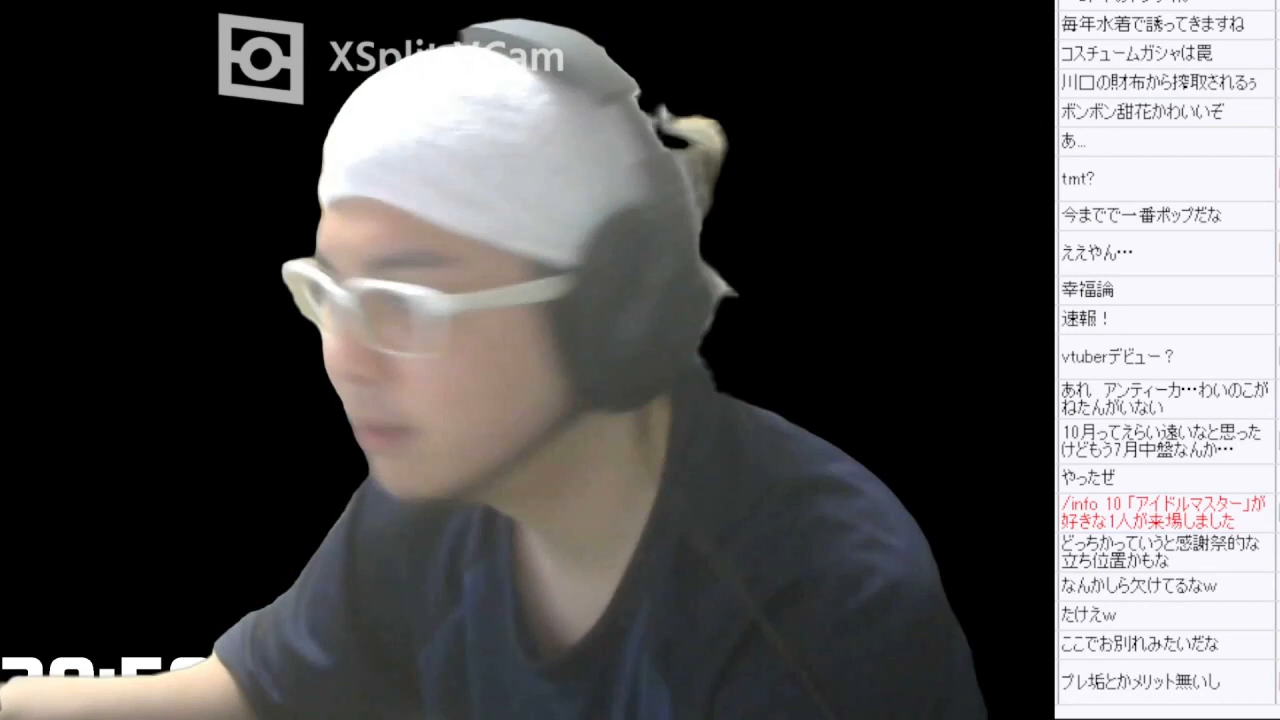 XSplit VCam
毎年水着で誘ってきますね
コスチュームガシャは罠
川口の財布から搾取されるぅ
ボンボン甜花かわいいぞ
あ...
tmt?
今までで一番ポップだな
ええやん…
幸福論
速報！
vtuberデビュー？
あれ　アンティーカ…わいのこが
ねたんがいない
10月ってえらい遠いなと思った
けどもう7月中盤なんか…
やったぜ
/info 10 「アイドルマスター」が
好きな1人が来場しました
どっちかっていうと感謝祭的な
立ち位置かもな
なんかしら欠けてるなw
たけえw
ここでお別れみたいだな
プレ垢とかメリット無いし